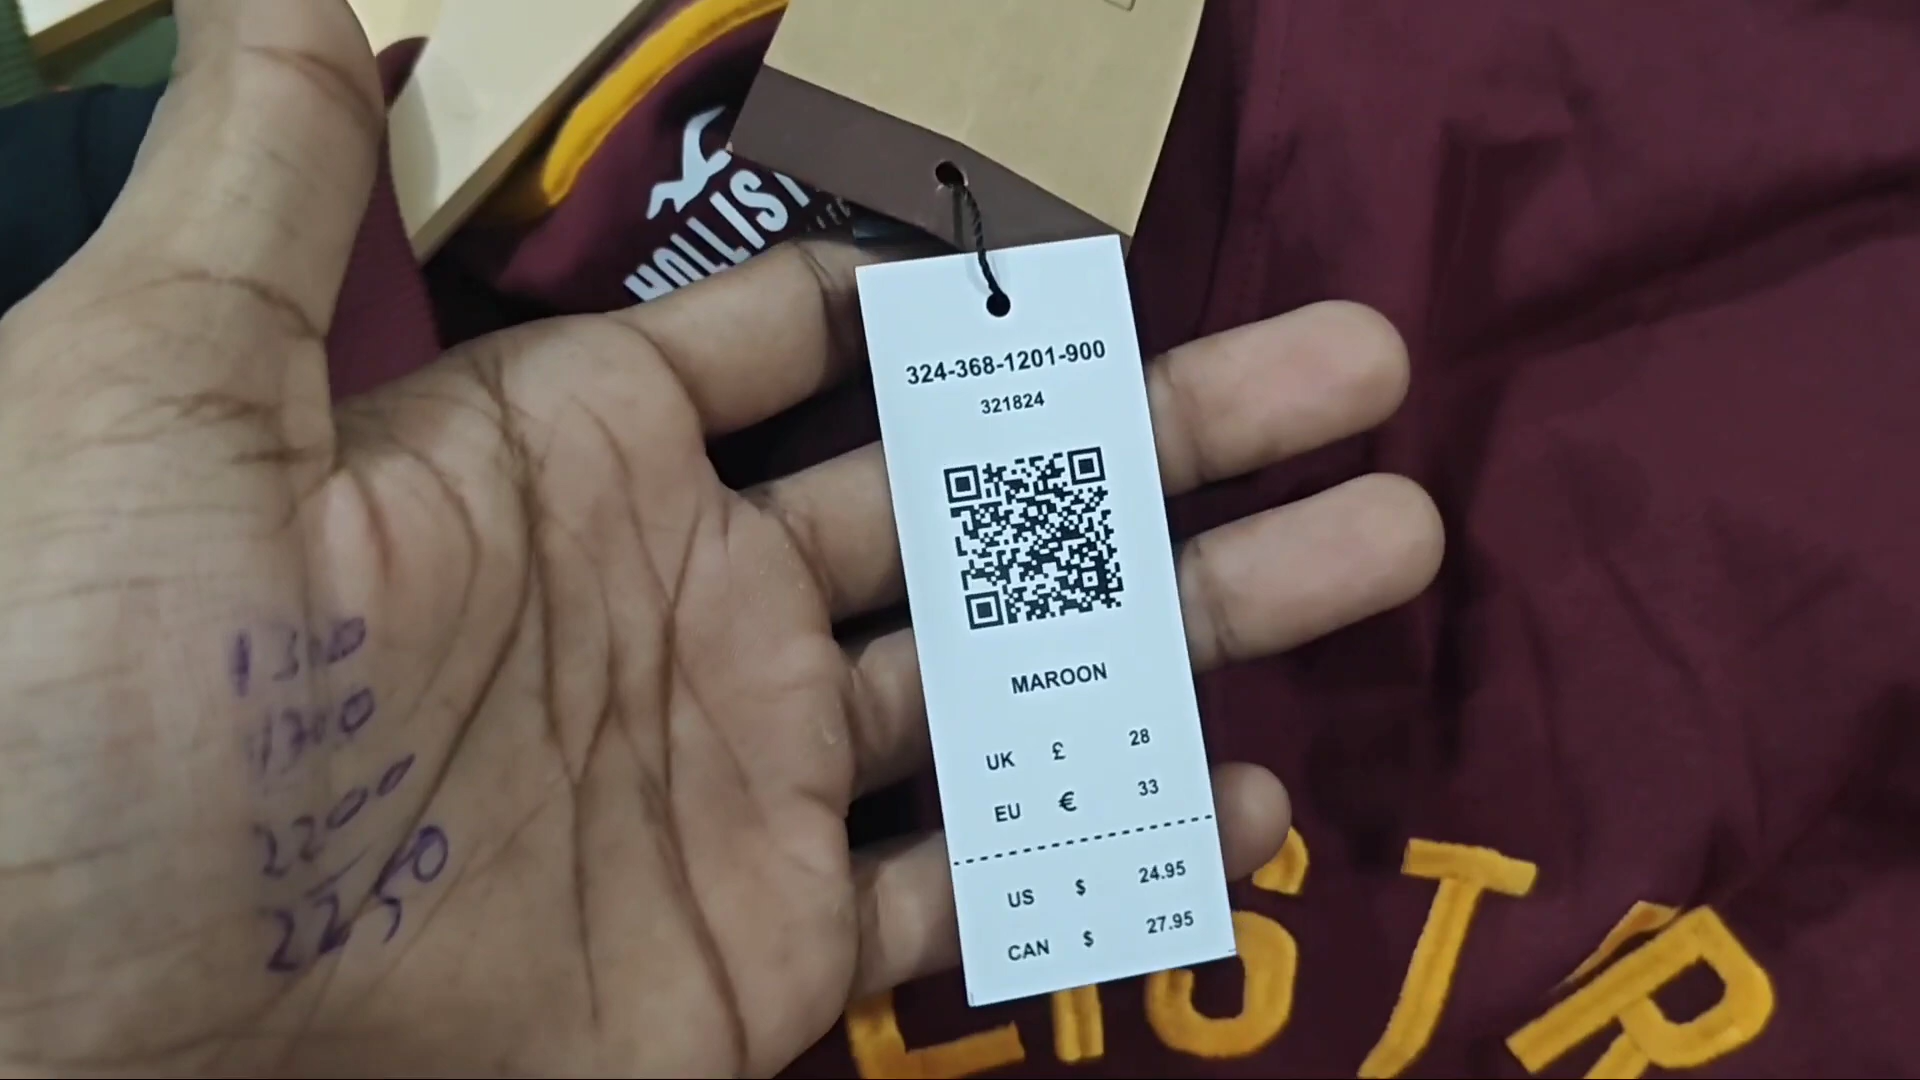 HOLLIST
324-368-1201-900
321824
MAROON
UK £ 28
EU € 33
US $ 24.95
CAN $ 27.95
1300
1300
2200
2250
LISTR